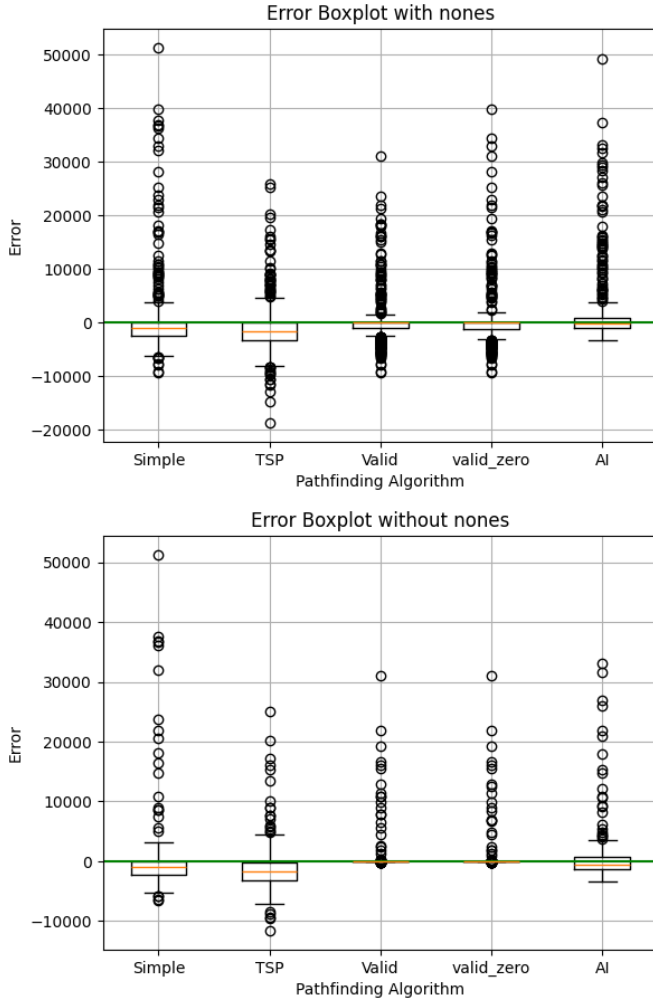 Error Boxplot with nones
50000
40000
30000
20000
10000
0
−10000
−20000
Error
Simple TSP Valid valid_zero AI
Pathfinding Algorithm
Error Boxplot without nones
50000
40000
30000
20000
10000
0
−10000
Error
Simple TSP Valid valid_zero AI
Pathfinding Algorithm